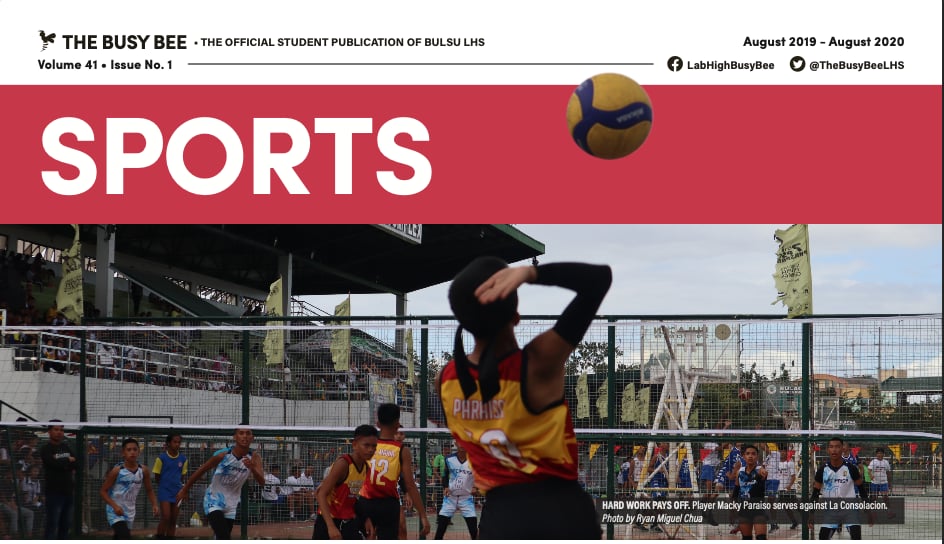 THE BUSY BEE • THE OFFICIAL STUDENT PUBLICATION OF BULSU LHS
August 2019 - August 2020
Volume 41 • Issue No. 1
LabHighBusyBee
@TheBusyBeeLHS
MIKASA
SPORTS
PARAISO
12
HARD WORK PAYS OFF. Player Macky Paraiso serves against La Consolacion.
Photo by Ryan Miguel Chua